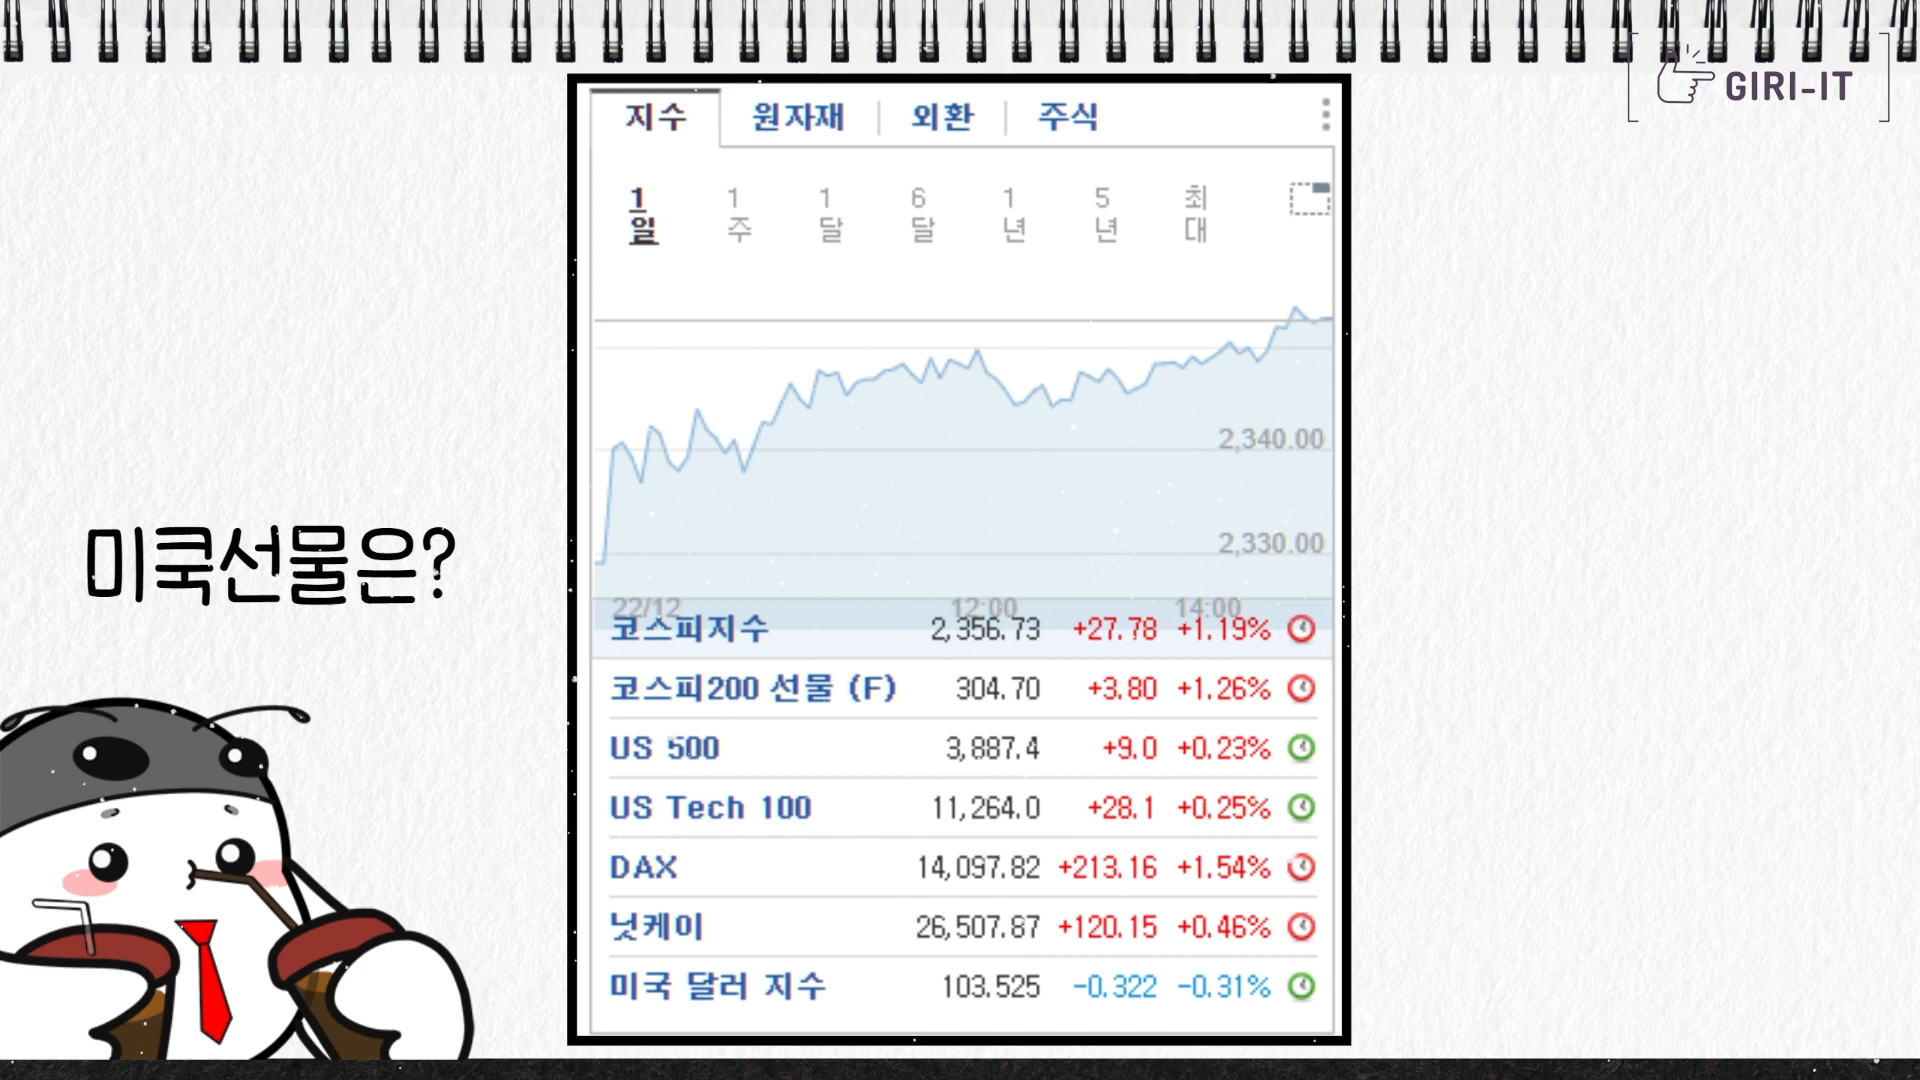 GIRI-IT
지수 원자재 외환 주식
1일 1주 1달 6달 1년 5년 최대
2,340.00
2,330.00
22/12 12:00 14:00
코스피지수 2,356.73 +27.78 +1.19%
코스피200 선물 (F) 304.70 +3.80 +1.26%
US 500 3,887.4 +9.0 +0.23%
US Tech 100 11,264.0 +28.1 +0.25%
DAX 14,097.82 +213.16 +1.54%
닛케이 26,507.87 +120.15 +0.46%
미국 달러 지수 103.525 -0.322 -0.31%
미쿡선물은?